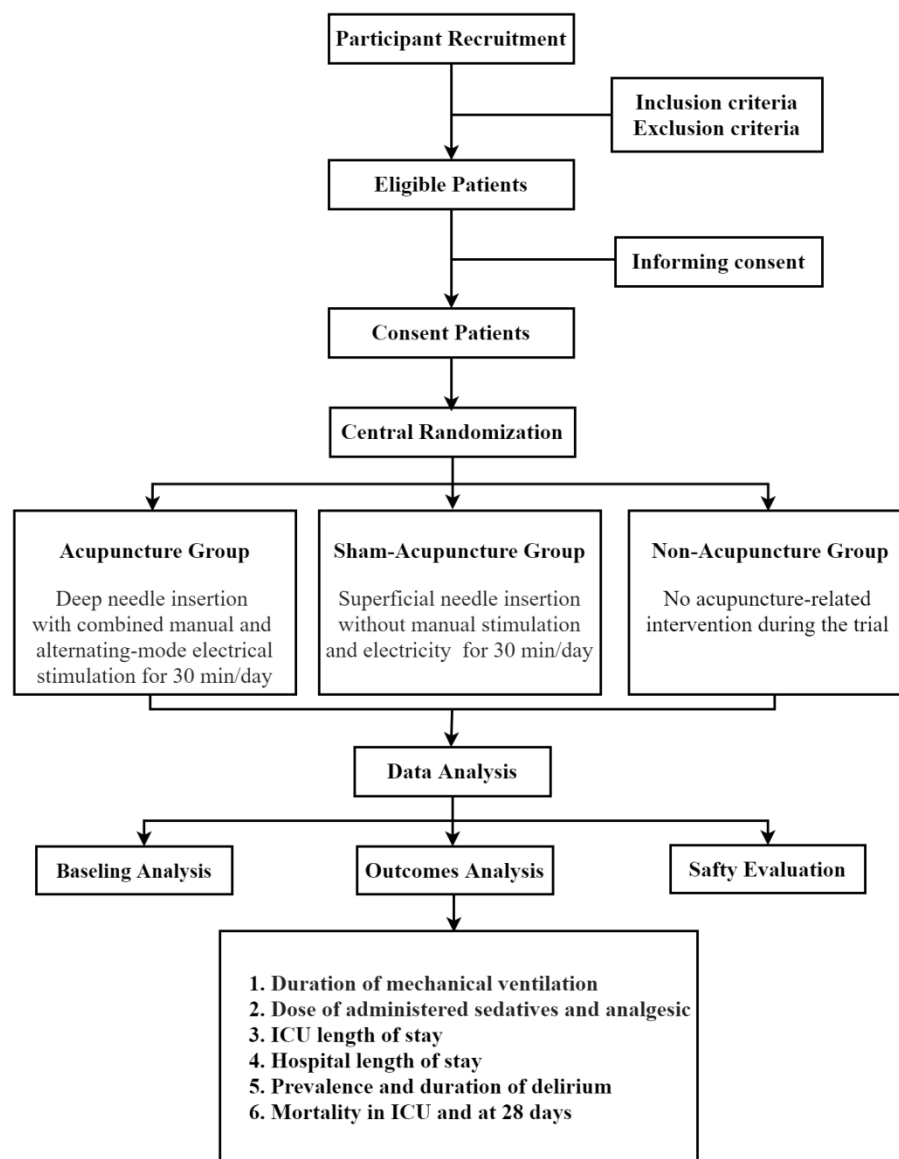 Participant Recruitment
Inclusion criteria
Exclusion criteria
Eligible Patients
Informing consent
Consent Patients
Central Randomization
Acupuncture Group
Deep needle insertion
with combined manual and
alternating-mode electrical
stimulation for 30 min/day
Sham-Acupuncture Group
Superficial needle insertion
without manual stimulation
and electricity for 30 min/day
Non-Acupuncture Group
No acupuncture-related
intervention during the trial
Data Analysis
Baseling Analysis
Outcomes Analysis
Safty Evaluation
1. Duration of mechanical ventilation
2. Dose of administered sedatives and analgesic
3. ICU length of stay
4. Hospital length of stay
5. Prevalence and duration of delirium
6. Mortality in ICU and at 28 days